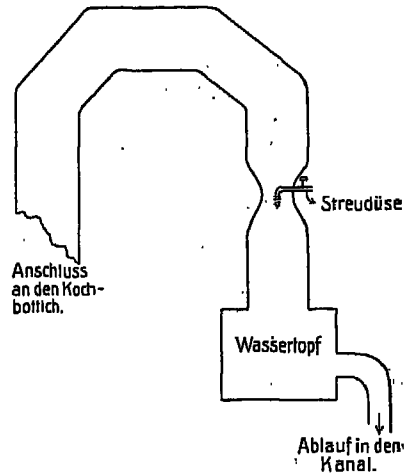 Streudüse
Anschluss
an den Koch-
bottich.
Wassertopf
Ablauf in den
Kanal.